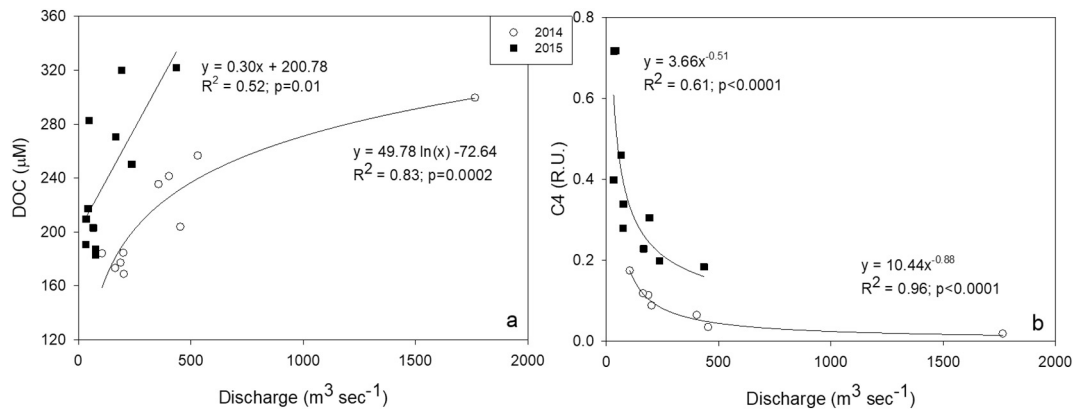 360
320
280
240
200
160
120
DOC (μM)
0
500
1000
1500
2000
Discharge (m³ sec⁻¹)
2014
2015
y = 0.30x + 200.78
R² = 0.52; p=0.01
y = 49.78 ln(x) -72.64
R² = 0.83; p=0.0002
a
0.8
0.6
0.4
0.2
0.0
C4 (R.U.)
0
500
1000
1500
2000
Discharge (m³ sec⁻¹)
y = 3.66x⁻⁰·⁵¹
R² = 0.61; p<0.0001
y = 10.44x⁻⁰·⁸⁸
R² = 0.96; p<0.0001
b